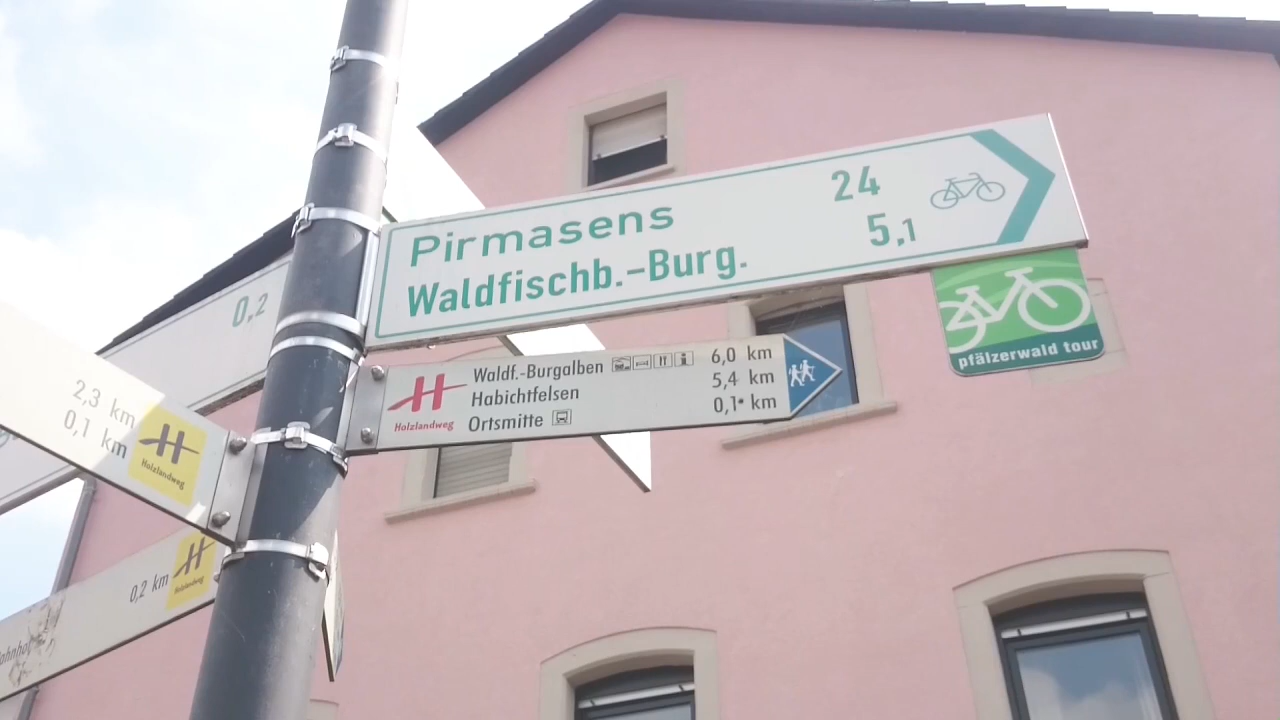 Pirmasens 24
Waldfischb.-Burg. 5,1
pfälzerwald tour
Waldf.-Burgalben 6,0 km
Habichtfelsen 5,4 km
Ortsmitte 0,1* km
Holzlandweg
0,2
2,3 km
0,1 km
Holzlandweg
0,2 km
Holzlandweg